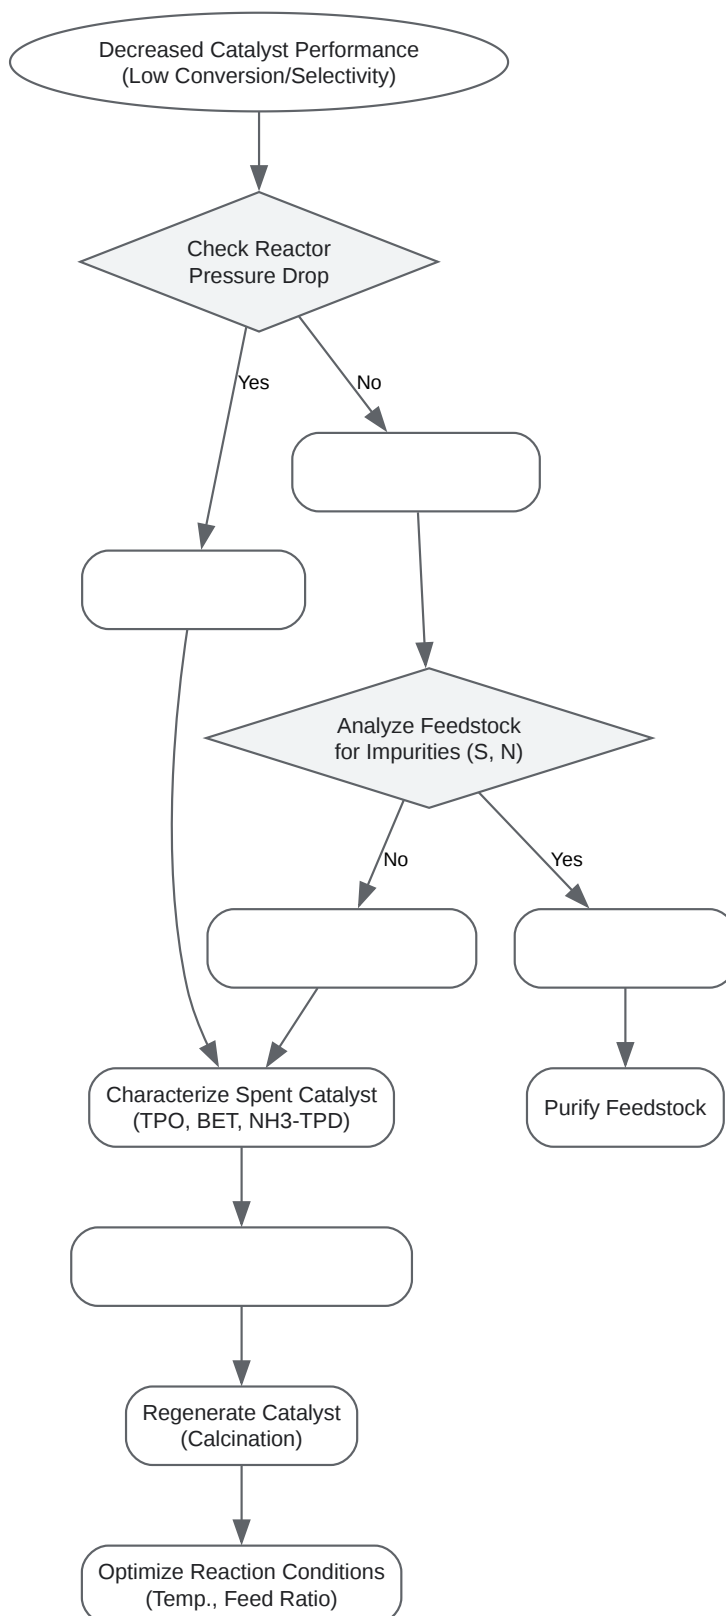 Decreased Catalyst Performance
(Low Conversion/Selectivity)
Check Reactor
Pressure Drop
Yes
No
Analyze Feedstock
for Impurities (S, N)
No
Yes
Characterize Spent Catalyst
(TPO, BET, NH3-TPD)
Purify Feedstock
Regenerate Catalyst
(Calcination)
Optimize Reaction Conditions
(Temp., Feed Ratio)